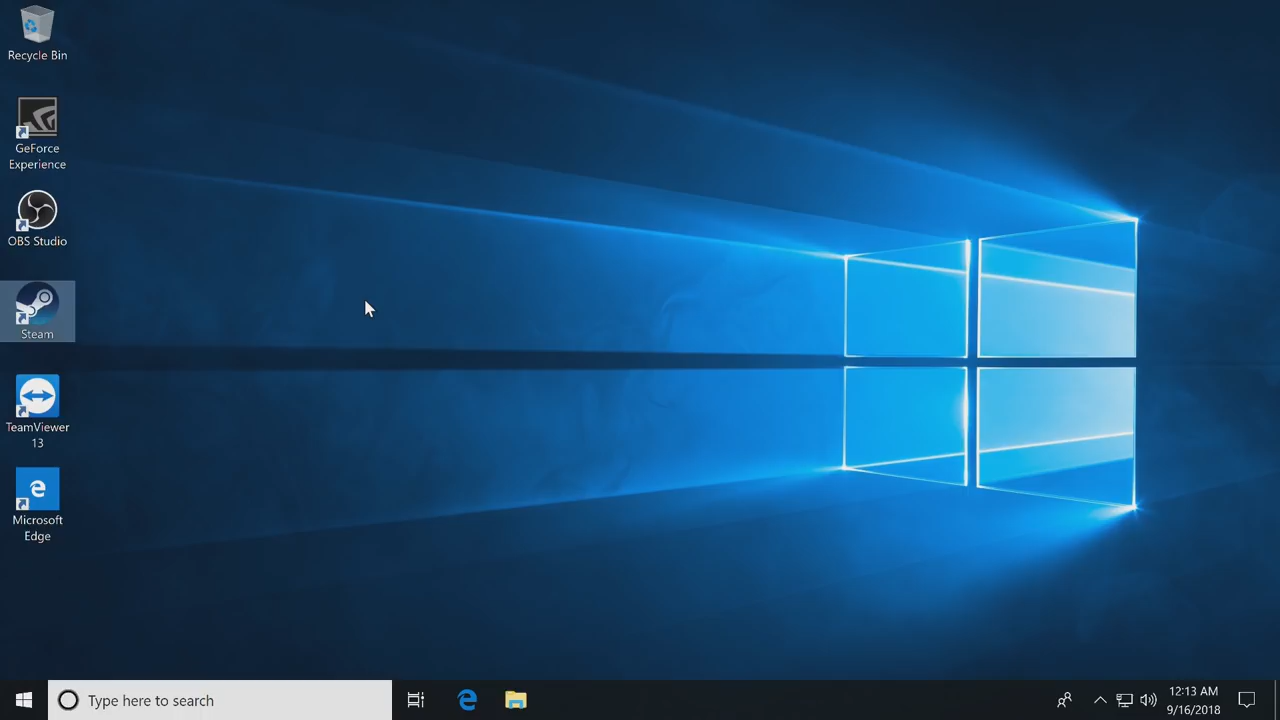 Recycle Bin
GeForce
Experience
OBS Studio
Steam
TeamViewer
13
Microsoft
Edge
Type here to search
12:13 AM
9/16/2018